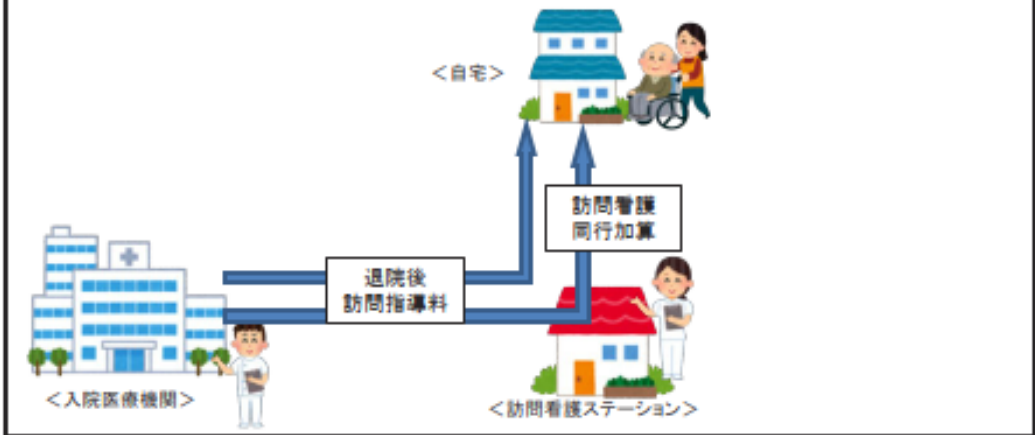 ＜自宅＞
訪問看護
同行加算
退院後
訪問指導料
＜入院医療機関＞
＜訪問看護ステーション＞